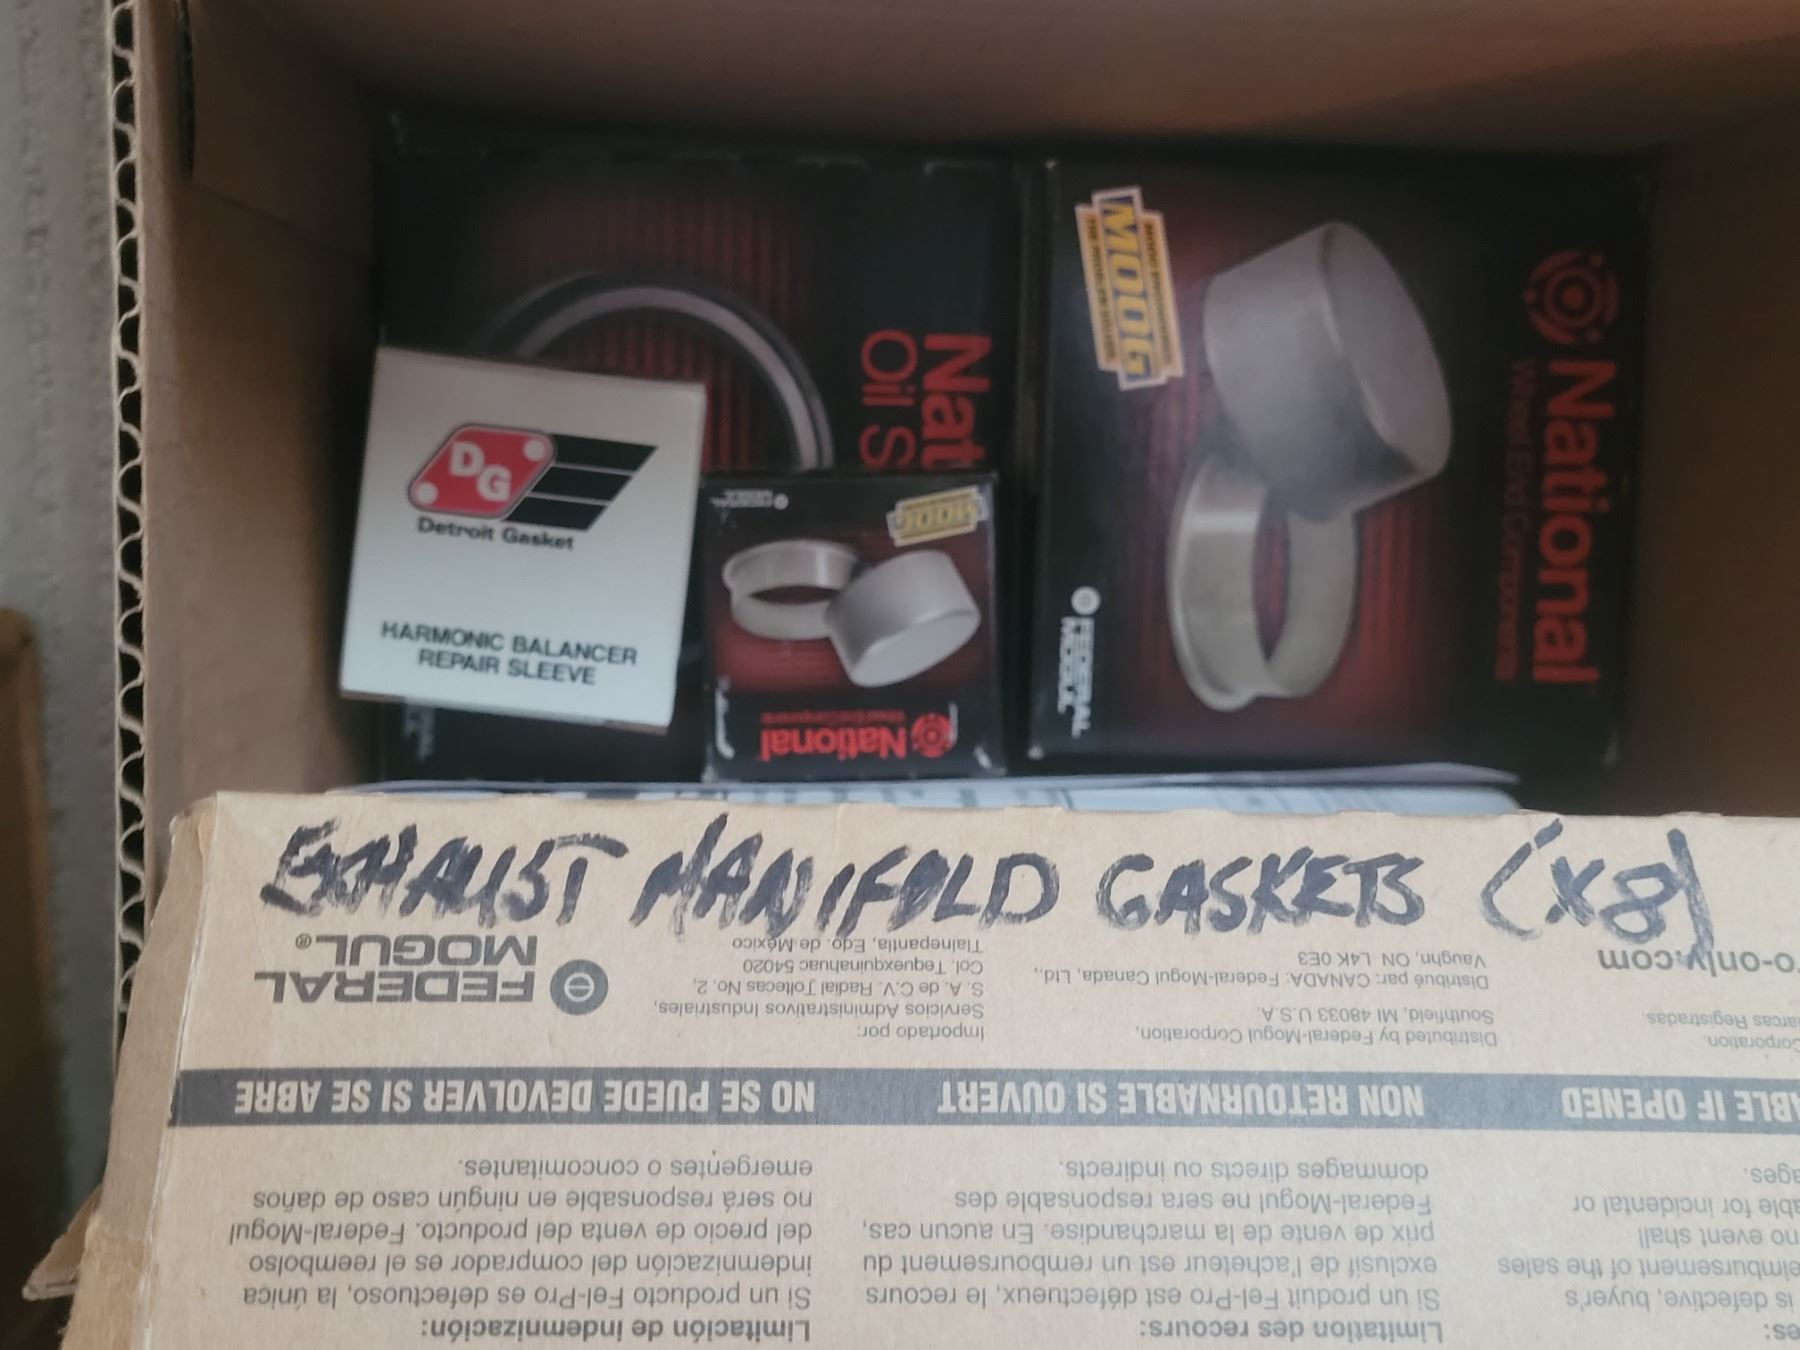 MOOG
National
Wheel End Components
FEDERAL
MOGUL
Oil S
DG
Detroit Gasket
HARMONIC BALANCER
REPAIR SLEEVE
MOOG
FEDERAL
MOGUL
National
Wheel End Components
EXHAUST MANIFOLD GASKETS (X8)
es:
is defective, buyer's
eimbursement of the sales
no event shall
able for incidental or
ages.
ABLE IF OPENED
Corporation.
arcas Registradas.
o-only.com
Limitation des recours:
Si un produit Fel-Pro est défectueux, le recours
exclusif de l'acheteur est un remboursement du
prix de vente de la marchandise. En aucun cas,
Federal-Mogul ne sera responsable des
dommages directs ou indirects.
NON RETOURNABLE SI OUVERT
Distributed by Federal-Mogul Corporation,
Southfield, MI 48033 U.S.A.
Distribué par: CANADA: Federal-Mogul Canada, Ltd.,
Vaughn, ON, L4K 0E3
Limitación de indemnización:
Si un producto Fel-Pro es defectuoso, la única
indemnización del comprador es el reembolso
del precio de venta del producto. Federal-Mogul
no será responsable en ningún caso de daños
emergentes o concomitantes.
NO SE PUEDE DEVOLVER SI SE ABRE
Importado por:
Servicios Administrativos Industriales,
S. A. de C.V. Radial Toltecas No. 2,
Col. Tequexquinahuac 54020
Tlalnepantla, Edo. de México
FEDERAL
MOGUL®